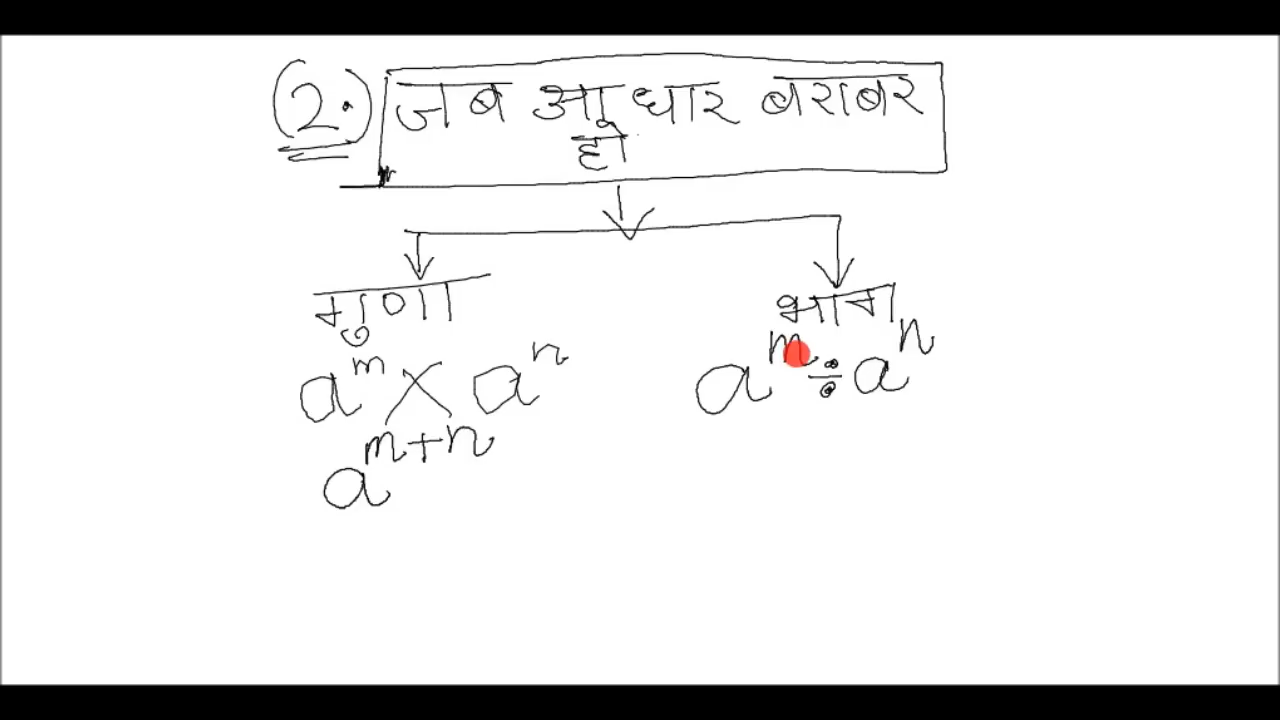 (2.) जब आधार बराबर
हो
गुणा
भाग
a^m × a^n
a^m ÷ a^n
a^m+n